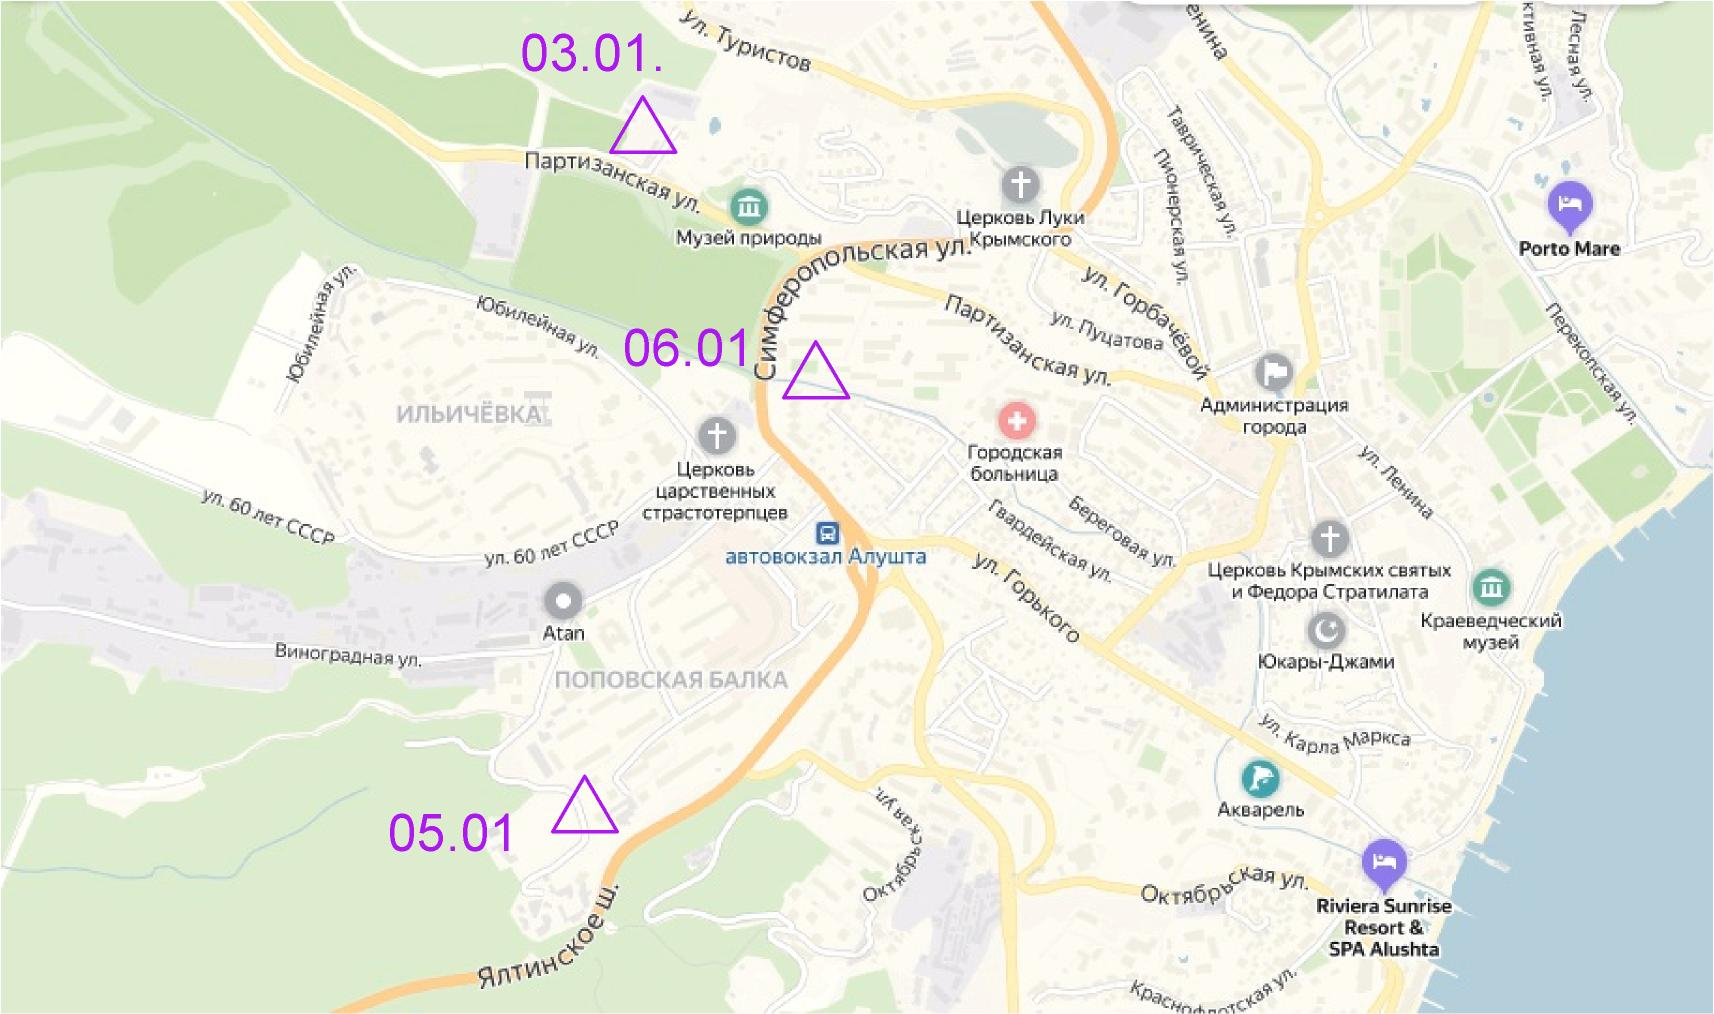 03.01.
ул. Туристов
Ленина
Лесная ул.
Таврическая ул.
Пионерская ул.
Партизанская ул.
Музей природы
Церковь Луки
Крымского
Porto Mare
Симферопольская ул.
Юбилейная ул.
Юбилейная ул.
06.01
Партизанская ул.
ул. Горбачёвой
ул. Пуцатова
Перекопская ул.
ИЛЬИЧЁВКА
Администрация
города
Церковь
царственных
страстотерпцев
Городская
больница
ул. Ленина
ул. 60 лет СССР
ул. 60 лет СССР
автовокзал Алушта
Береговая ул.
Гвардейская ул.
ул. Горького
Церковь Крымских святых
и Федора Стратилата
Краеведческий
музей
Atan
Юкары-Джами
Виноградная ул.
ПОПОВСКАЯ БАЛКА
ул. Карла Маркса
05.01
Акварель
Октябрьская ул.
Октябрьская ул.
Riviera Sunrise
Resort &
SPA Alushta
Ялтинское ш.
Краснофлотская ул.